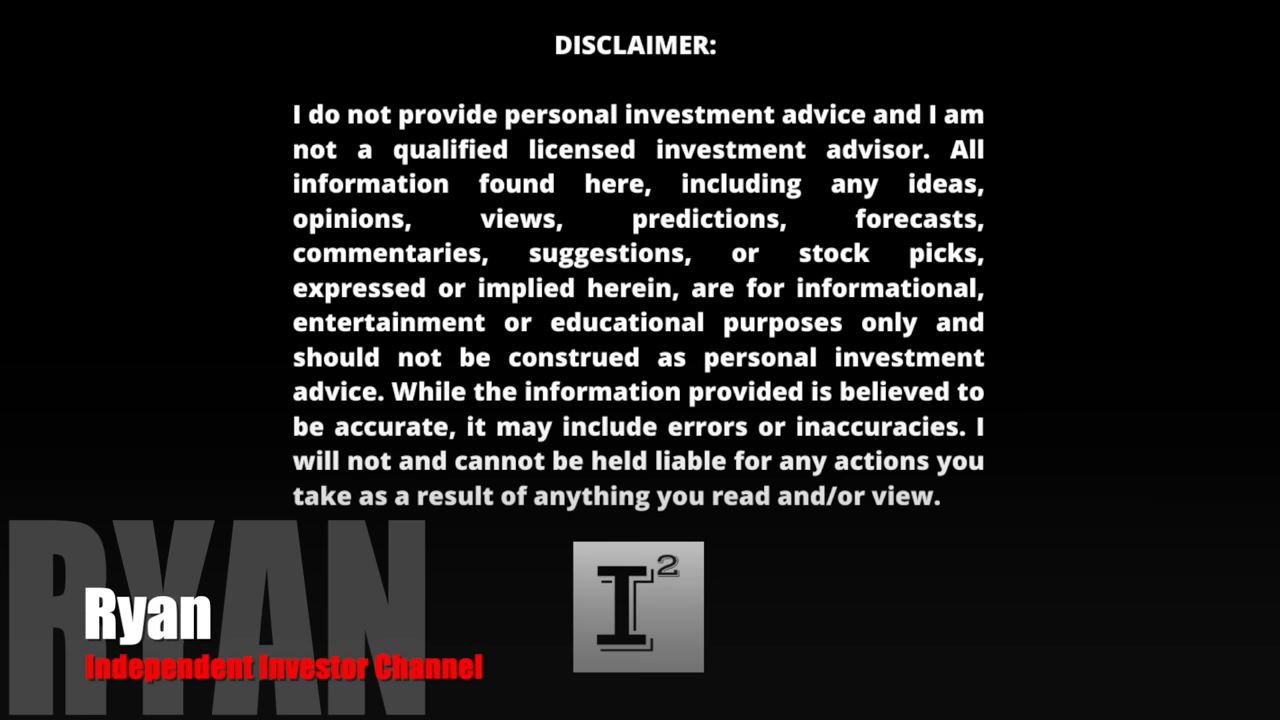 DISCLAIMER:
I do not provide personal investment advice and I am
not a qualified licensed investment advisor. All
information found here, including any ideas,
opinions, views, predictions, forecasts,
commentaries, suggestions, or stock picks,
expressed or implied herein, are for informational,
entertainment or educational purposes only and
should not be construed as personal investment
advice. While the information provided is believed to
be accurate, it may include errors or inaccuracies. I
will not and cannot be held liable for any actions you
take as a result of anything you read and/or view.
RYAN
Ryan
Independent Investor Channel
I²